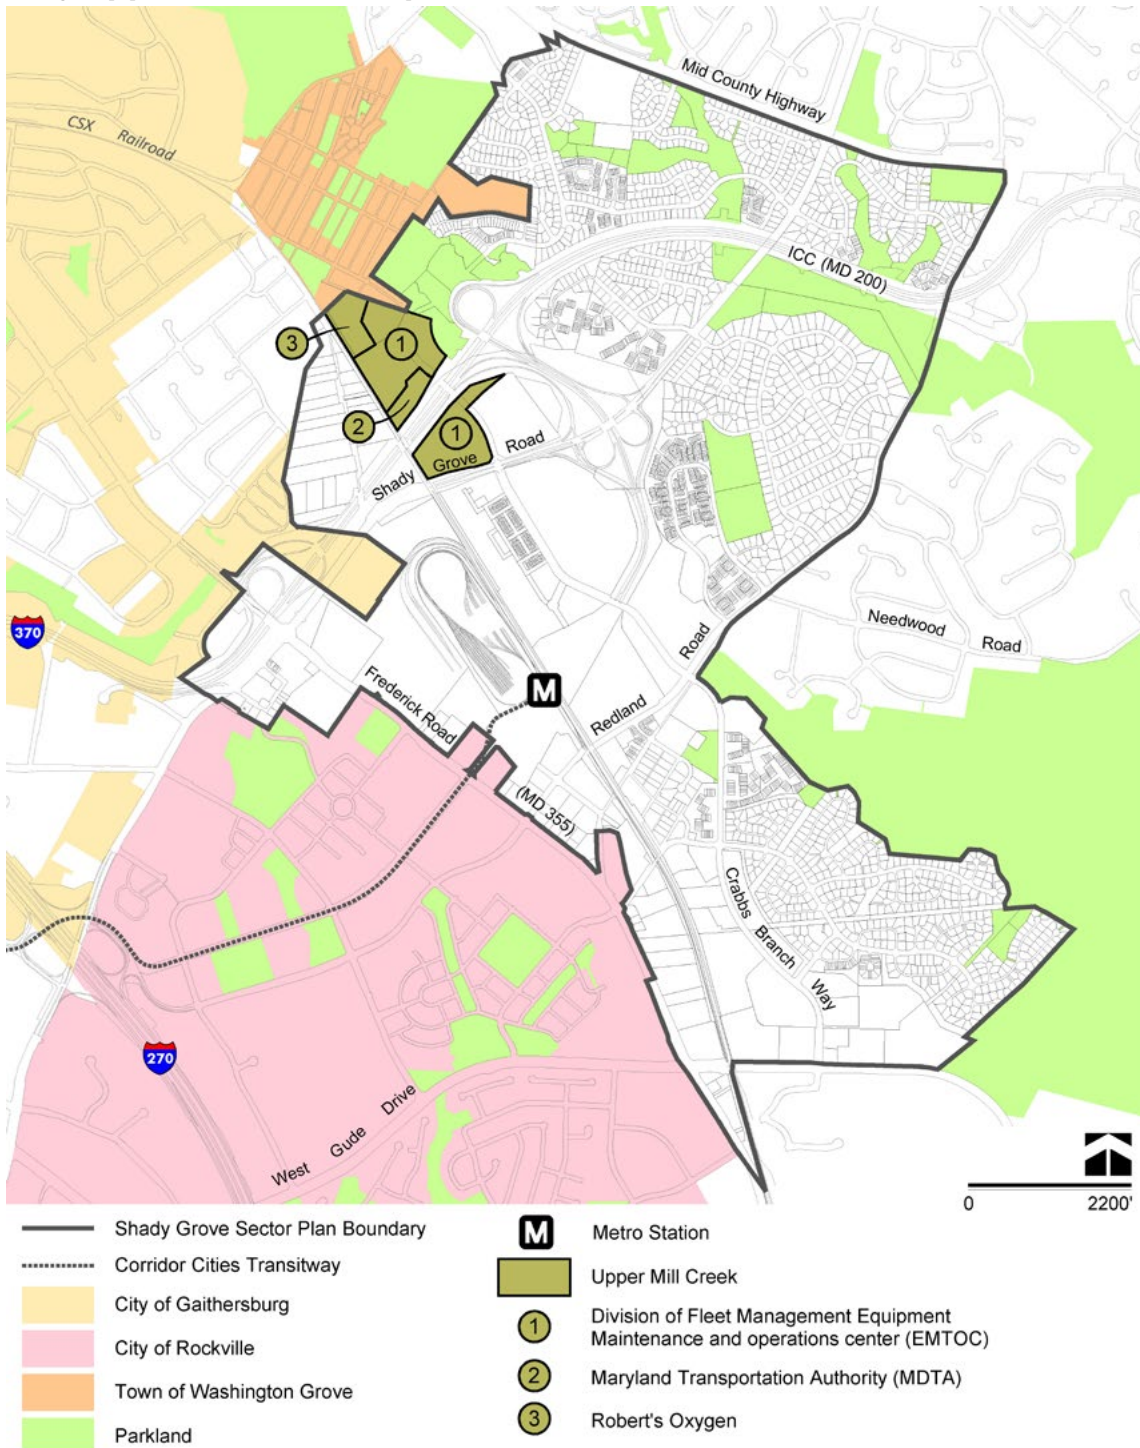 Mid County Highway
CSX Railroad
ICC (MD 200)
3
1
2
1
Shady Grove Road
370
Needwood Road
Road
Redland
M
Frederick Road
(MD 355)
Crabbs Branch Way
270
West Gude Drive
0 2200'
Shady Grove Sector Plan Boundary
Corridor Cities Transitway
City of Gaithersburg
City of Rockville
Town of Washington Grove
Parkland
M Metro Station
Upper Mill Creek
1 Division of Fleet Management Equipment
Maintenance and operations center (EMTOC)
2 Maryland Transportation Authority (MDTA)
3 Robert's Oxygen